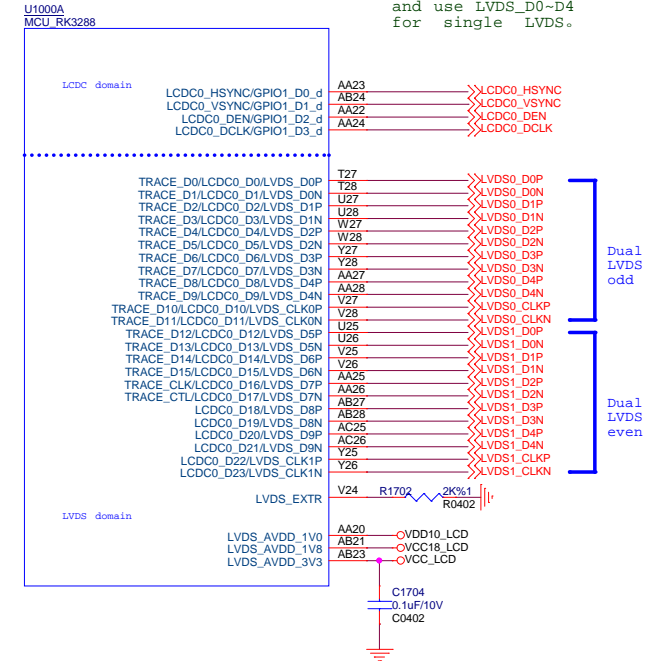 U1000A
MCU_RK3288
and use LVDS_D0~D4
for single LVDS。
LCDC domain
LCDC0_HSYNC/GPIO1_D0_d AA23 LCDC0_HSYNC
LCDC0_VSYNC/GPIO1_D1_d AB24 LCDC0_VSYNC
LCDC0_DEN/GPIO1_D2_d AA22 LCDC0_DEN
LCDC0_DCLK/GPIO1_D3_d AA24 LCDC0_DCLK
TRACE_D0/LCDC0_D0/LVDS_D0P T27 LVDS0_D0P
TRACE_D1/LCDC0_D1/LVDS_D0N T28 LVDS0_D0N
TRACE_D2/LCDC0_D2/LVDS_D1P U27 LVDS0_D1P
TRACE_D3/LCDC0_D3/LVDS_D1N U28 LVDS0_D1N
TRACE_D4/LCDC0_D4/LVDS_D2P W27 LVDS0_D2P
TRACE_D5/LCDC0_D5/LVDS_D2N W28 LVDS0_D2N
TRACE_D6/LCDC0_D6/LVDS_D3P Y27 LVDS0_D3P
TRACE_D7/LCDC0_D7/LVDS_D3N Y28 LVDS0_D3N
TRACE_D8/LCDC0_D8/LVDS_D4P AA27 LVDS0_D4P
TRACE_D9/LCDC0_D9/LVDS_D4N AA28 LVDS0_D4N
TRACE_D10/LCDC0_D10/LVDS_CLK0P V27 LVDS0_CLKP
TRACE_D11/LCDC0_D11/LVDS_CLK0N V28 LVDS0_CLKN
Dual
LVDS
odd
TRACE_D12/LCDC0_D12/LVDS_D5P U25 LVDS1_D0P
TRACE_D13/LCDC0_D13/LVDS_D5N U26 LVDS1_D0N
TRACE_D14/LCDC0_D14/LVDS_D6P V25 LVDS1_D1P
TRACE_D15/LCDC0_D15/LVDS_D6N V26 LVDS1_D1N
TRACE_CLK/LCDC0_D16/LVDS_D7P AA25 LVDS1_D2P
TRACE_CTL/LCDC0_D17/LVDS_D7N AA26 LVDS1_D2N
LCDC0_D18/LVDS_D8P AB27 LVDS1_D3P
LCDC0_D19/LVDS_D8N AB28 LVDS1_D3N
LCDC0_D20/LVDS_D9P AC25 LVDS1_D4P
LCDC0_D21/LVDS_D9N AC26 LVDS1_D4N
LCDC0_D22/LVDS_CLK1P Y25 LVDS1_CLKP
LCDC0_D23/LVDS_CLK1N Y26 LVDS1_CLKN
Dual
LVDS
even
LVDS_EXTR V24 R1702 2K%1
R0402
LVDS domain
LVDS_AVDD_1V0 AA20 VDD10_LCD
LVDS_AVDD_1V8 AB21 VCC18_LCD
LVDS_AVDD_3V3 AB23 VCC_LCD
C1704
0.1uF/10V
C0402